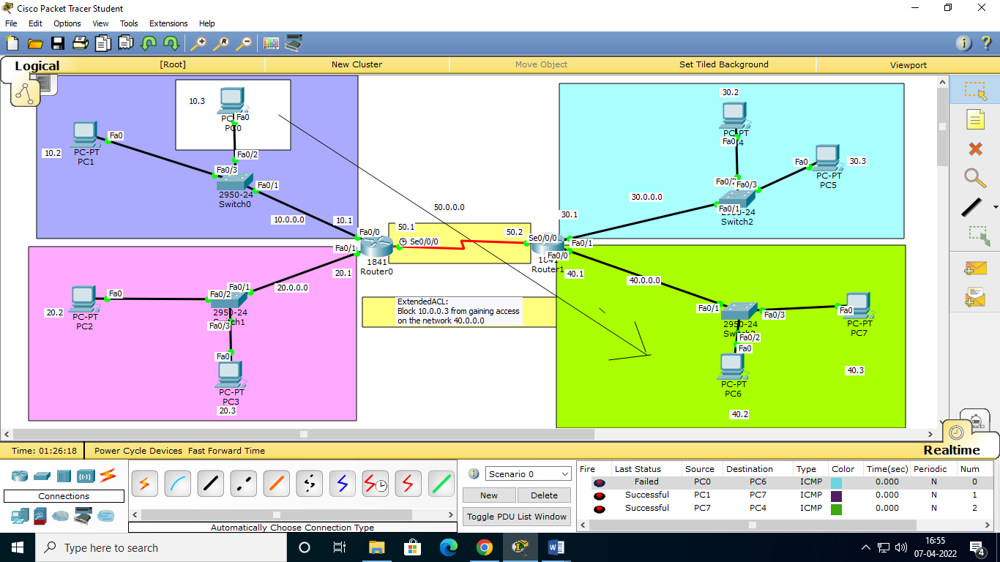 Cisco Packet Tracer Student
File Edit Options View Tools Extensions Help
Logical [Root] New Cluster Move Object Set Tiled Background Viewport
10.3
Fa0
PC0
Fa0
10.2
PC-PT
PC1
Fa0/2
Fa0/3
Fa0/1
2950-24
Switch0
10.0.0.0
10.1
Fa0/0
50.0.0.0
50.1
Se0/0/0
50.2
Se0/0/0
Fa0/1
1841
Router0
20.1
30.2
PC-PT
Fa0
Fa0
30.3
PC-PT
PC5
Fa0/2
Fa0/3
30.0.0.0
Fa0/1
Switch2
30.1
Fa0/1
Fa0/0
Router1
40.1
40.0.0.0
20.0.0.0
Fa0
Fa0/2
Fa0/1
20.2
PC-PT
PC2
2950-24
Fa0/3
Fa0
PC-PT
PC3
20.3
ExtendedACL:
Block 10.0.0.3 from gaining access
on the network 40.0.0.0
Fa0/1
Fa0/3
Fa0
2950-24
PC-PT
PC7
Fa0/2
Fa0
PC-PT
PC6
40.3
40.2
Time: 01:26:18 Power Cycle Devices Fast Forward Time Realtime
Connections
Automatically Choose Connection Type
Scenario 0
New Delete
Toggle PDU List Window
Fire Last Status Source Destination Type Color Time(sec) Periodic Num
Failed PC0 PC6 ICMP 0.000 N 0
Successful PC1 PC7 ICMP 0.000 N 1
Successful PC7 PC4 ICMP 0.000 N 2
Type here to search
16:55
07-04-2022
4